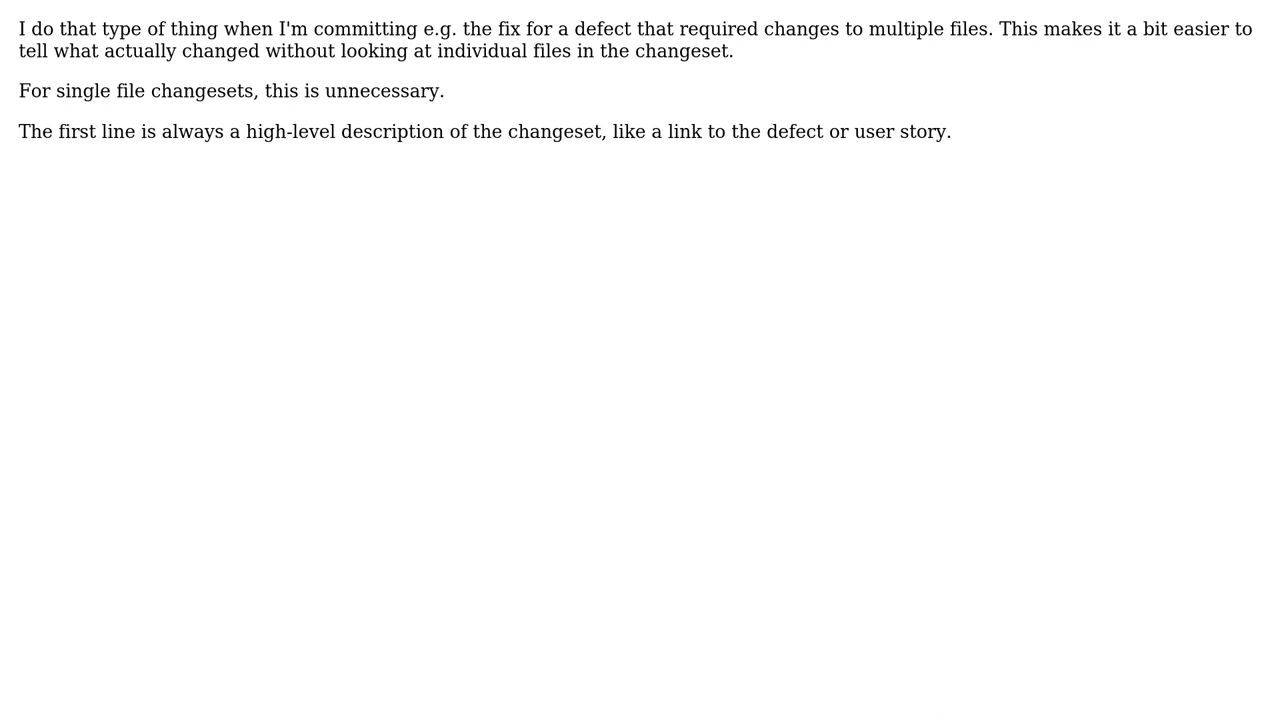 I do that type of thing when I'm committing e.g. the fix for a defect that required changes to multiple files. This makes it a bit easier to
tell what actually changed without looking at individual files in the changeset.
For single file changesets, this is unnecessary.
The first line is always a high-level description of the changeset, like a link to the defect or user story.